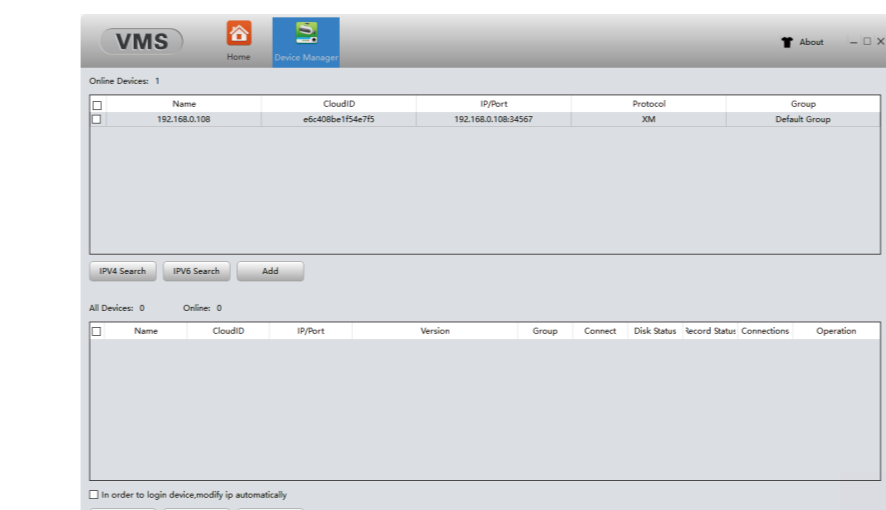 VMS Home Device Manager About
Online Devices: 1
Name CloudID IP/Port Protocol Group
192.168.0.108 e6c408be1f54e7f5 192.168.0.108:34567 XM Default Group
IPV4 Search IPV6 Search Add
All Devices: 0 Online: 0
Name CloudID IP/Port Version Group Connect Disk Status Record Status Connections Operation
In order to login device,modify ip automatically